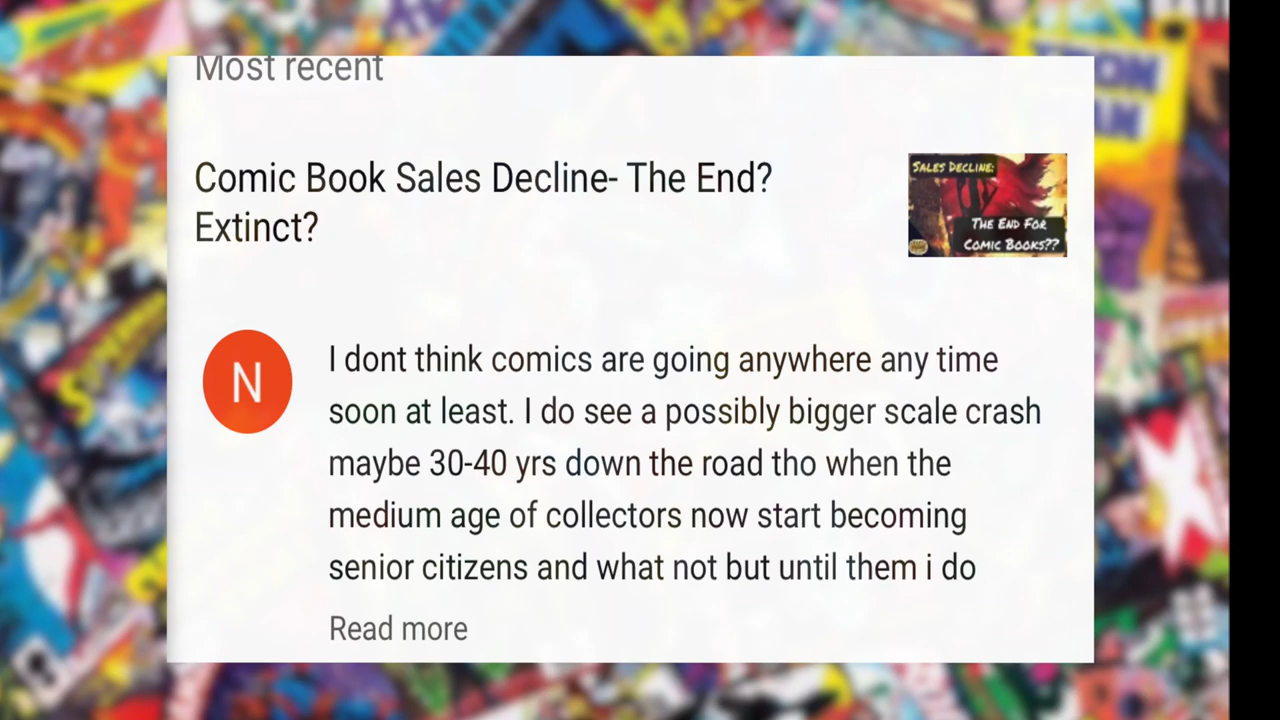 Most recent
Comic Book Sales Decline- The End?
Extinct?
SALES DECLINE:
THE END FOR
COMIC BOOKS??
N
I dont think comics are going anywhere any time
soon at least. I do see a possibly bigger scale crash
maybe 30-40 yrs down the road tho when the
medium age of collectors now start becoming
senior citizens and what not but until them i do
Read more